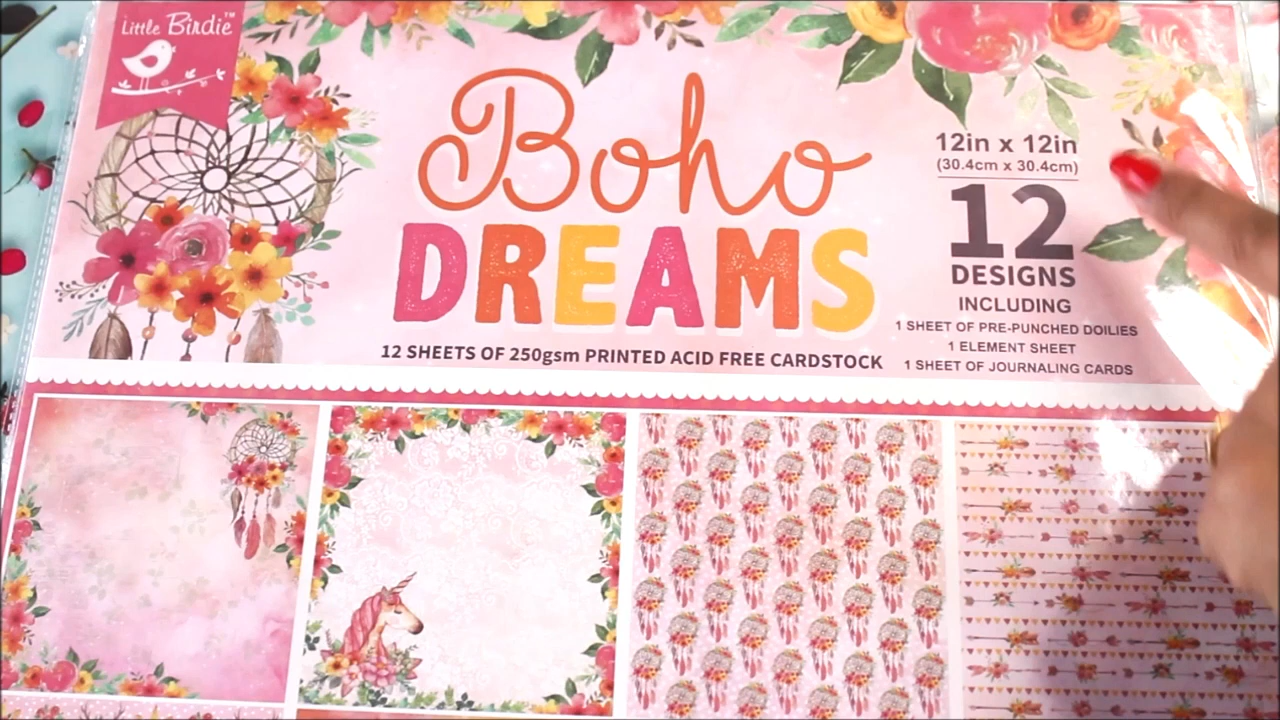 Little Birdie™
Boho
DREAMS
12 SHEETS OF 250gsm PRINTED ACID FREE CARDSTOCK
12in x 12in
(30.4cm x 30.4cm)
12
DESIGNS
INCLUDING
1 SHEET OF PRE-PUNCHED DOILIES
1 ELEMENT SHEET
1 SHEET OF JOURNALING CARDS